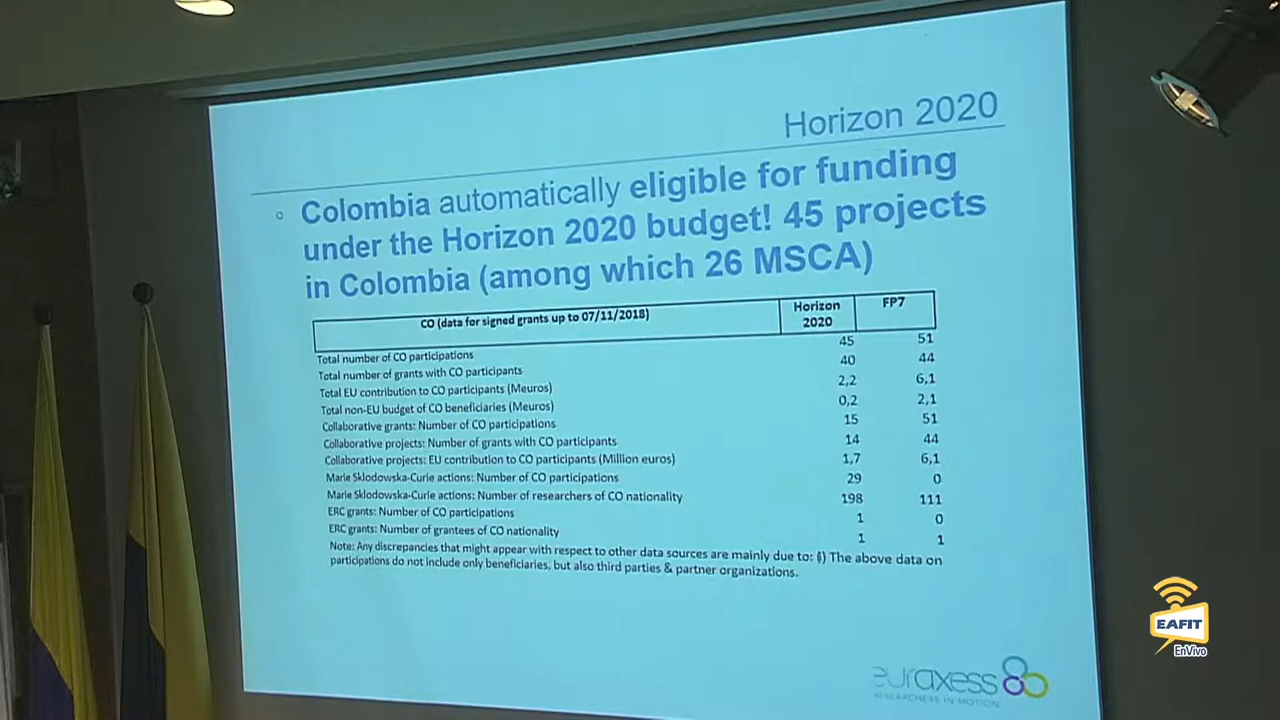 Horizon 2020
° Colombia automatically eligible for funding
under the Horizon 2020 budget! 45 projects
in Colombia (among which 26 MSCA)
CO (data for signed grants up to 07/11/2018) Horizon 2020 FP7
Total number of CO participations 45 51
Total number of grants with CO participants 40 44
Total EU contribution to CO participants (Meuros) 2,2 6,1
Total non-EU budget of CO beneficiaries (Meuros) 0,2 2,1
Collaborative grants: Number of CO participations 15 51
Collaborative projects: Number of grants with CO participants 14 44
Collaborative projects: EU contribution to CO participants (Million euros) 1,7 6,1
Marie Sklodowska-Curie actions: Number of CO participations 29 0
Marie Sklodowska-Curie actions: Number of researchers of CO nationality 198 111
ERC grants: Number of CO participations 1 0
ERC grants: Number of grantees of CO nationality 1 1
Note: Any discrepancies that might appear with respect to other data sources are mainly due to: (i) The above data on
participations do not include only beneficiaries, but also third parties & partner organizations.
euraxess
RESEARCHERS IN MOTION
EAFIT
EnVivo